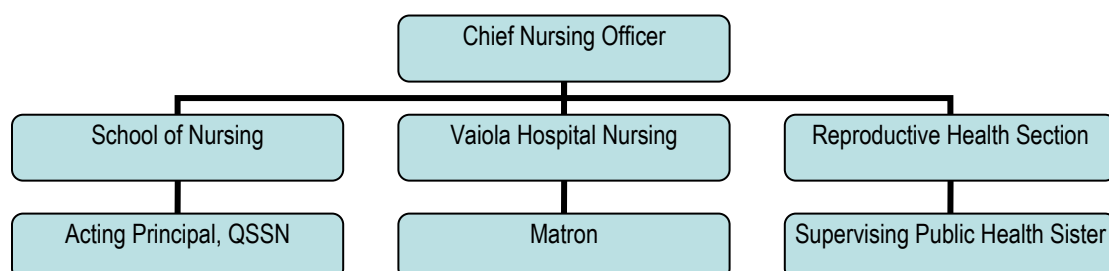 Chief Nursing Officer
School of Nursing
Vaiola Hospital Nursing
Reproductive Health Section
Acting Principal, QSSN
Matron
Supervising Public Health Sister